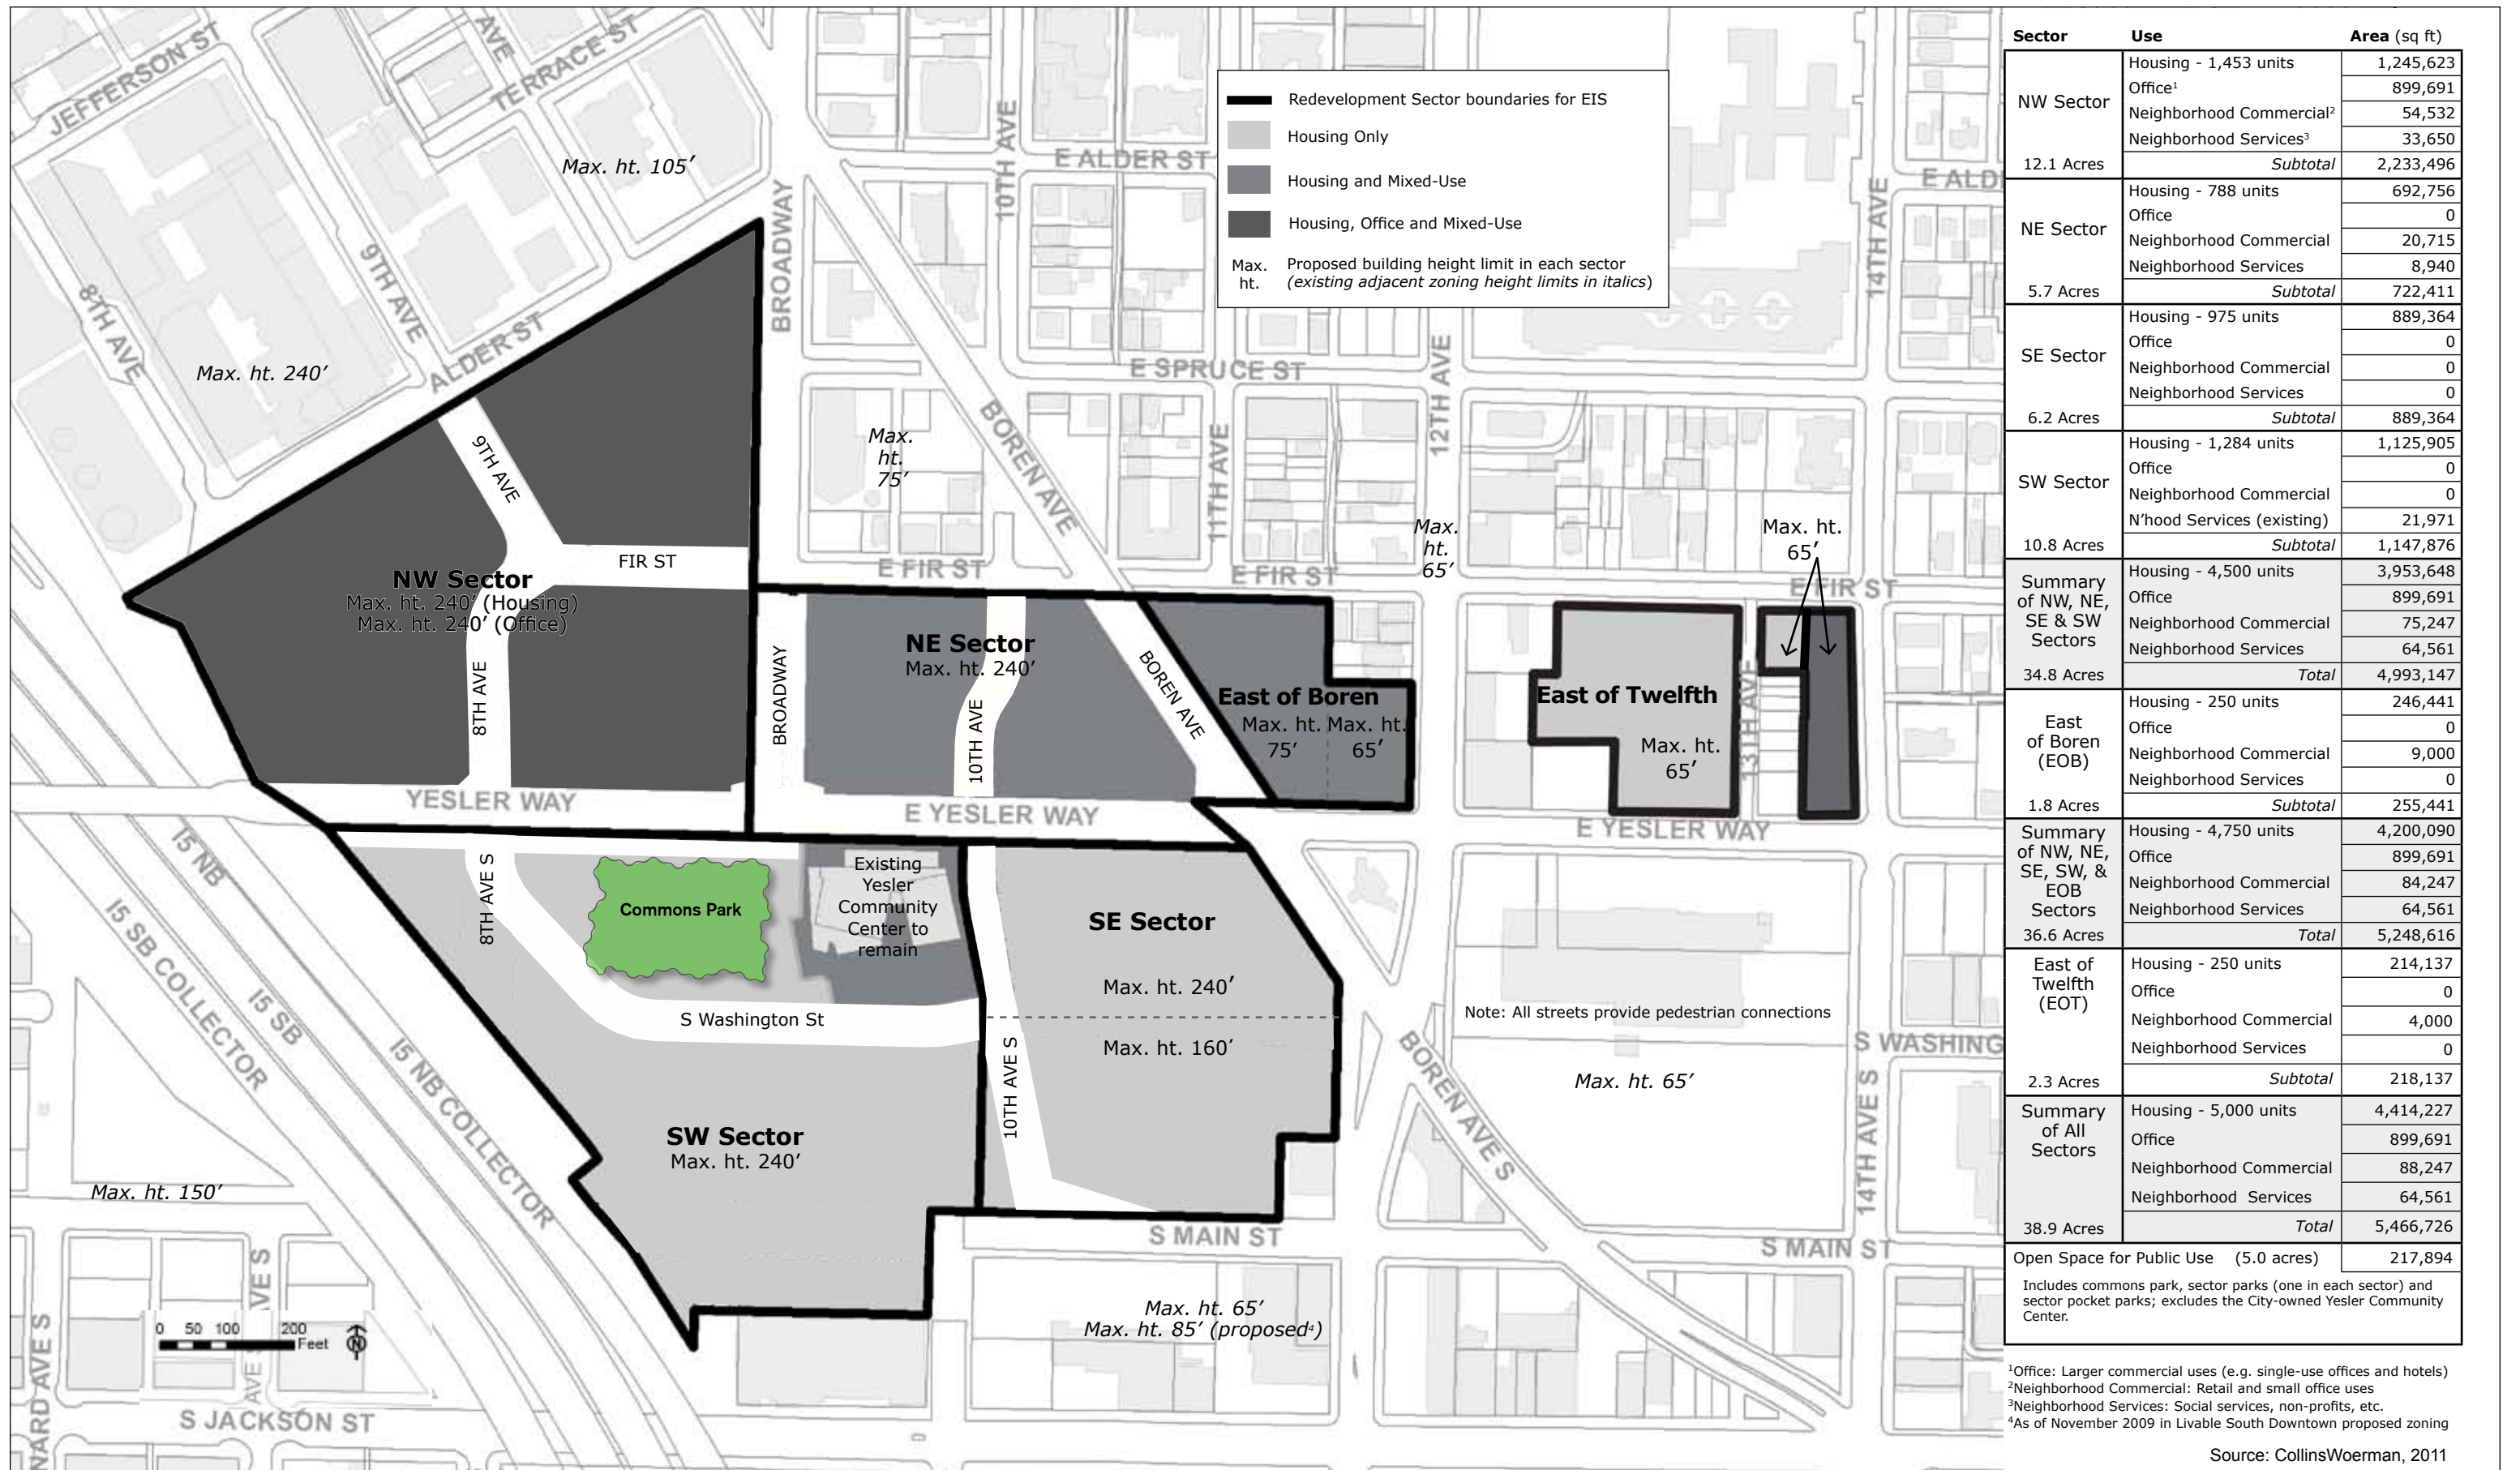 JEFFERSON ST
AVE
TERRACE ST
Max. ht. 105′
8TH AVE
9TH AVE
ALDER ST
Max. ht. 240′
BROADWAY
10TH AVE
E ALDER ST
Redevelopment Sector boundaries for EIS
Housing Only
Housing and Mixed-Use
Housing, Office and Mixed-Use
Max. ht.
Proposed building height limit in each sector
(existing adjacent zoning height limits in italics)
14TH AVE
E ALD
E SPRUCE ST
12TH AVE
11TH AVE
BOREN AVE
Max.
ht.
75′
Max.
ht.
65′
Max. ht.
65′
E FIR ST
E FIR ST
E FIR ST
9TH AVE
FIR ST
NW Sector
Max. ht. 240′ (Housing)
Max. ht. 240′ (Office)
8TH AVE
BROADWAY
NE Sector
Max. ht. 240′
10TH AVE
BOREN AVE
East of Boren
Max. ht. 75′
Max. ht. 65′
East of Twelfth
Max. ht.
65′
13TH AVE
YESLER WAY
E YESLER WAY
E YESLER WAY
I5 NB
I5 SB COLLECTOR
I5 SB
I5 NB COLLECTOR
8TH AVE S
Commons Park
Existing
Yesler
Community
Center to
remain
S Washington St
SE Sector
Max. ht. 240′
Max. ht. 160′
10TH AVE S
SW Sector
Max. ht. 240′
Note: All streets provide pedestrian connections
Max. ht. 65′
BOREN AVE S
S WASHING
14TH AVE S
S MAIN ST
S MAIN ST
Max. ht. 150′
Max. ht. 65′
Max. ht. 85′ (proposed⁴)
0 50 100 200
Feet
N
NARD AVE S
AVE S
AVE S
S JACKSON ST
Sector Use Area (sq ft)
NW Sector
12.1 Acres
Housing - 1,453 units 1,245,623
Office¹ 899,691
Neighborhood Commercial² 54,532
Neighborhood Services³ 33,650
Subtotal 2,233,496
NE Sector
5.7 Acres
Housing - 788 units 692,756
Office 0
Neighborhood Commercial 20,715
Neighborhood Services 8,940
Subtotal 722,411
SE Sector
6.2 Acres
Housing - 975 units 889,364
Office 0
Neighborhood Commercial 0
Neighborhood Services 0
Subtotal 889,364
SW Sector
10.8 Acres
Housing - 1,284 units 1,125,905
Office 0
Neighborhood Commercial 0
N'hood Services (existing) 21,971
Subtotal 1,147,876
Summary
of NW, NE,
SE & SW
Sectors
34.8 Acres
Housing - 4,500 units 3,953,648
Office 899,691
Neighborhood Commercial 75,247
Neighborhood Services 64,561
Total 4,993,147
East
of Boren
(EOB)
1.8 Acres
Housing - 250 units 246,441
Office 0
Neighborhood Commercial 9,000
Neighborhood Services 0
Subtotal 255,441
Summary
of NW, NE,
SE, SW, &
EOB
Sectors
36.6 Acres
Housing - 4,750 units 4,200,090
Office 899,691
Neighborhood Commercial 84,247
Neighborhood Services 64,561
Total 5,248,616
East of
Twelfth
(EOT)
2.3 Acres
Housing - 250 units 214,137
Office 0
Neighborhood Commercial 4,000
Neighborhood Services 0
Subtotal 218,137
Summary
of All
Sectors
38.9 Acres
Housing - 5,000 units 4,414,227
Office 899,691
Neighborhood Commercial 88,247
Neighborhood Services 64,561
Total 5,466,726
Open Space for Public Use (5.0 acres) 217,894
Includes commons park, sector parks (one in each sector) and
sector pocket parks; excludes the City-owned Yesler Community
Center.
¹Office: Larger commercial uses (e.g. single-use offices and hotels)
²Neighborhood Commercial: Retail and small office uses
³Neighborhood Services: Social services, non-profits, etc.
⁴As of November 2009 in Livable South Downtown proposed zoning
Source: CollinsWoerman, 2011